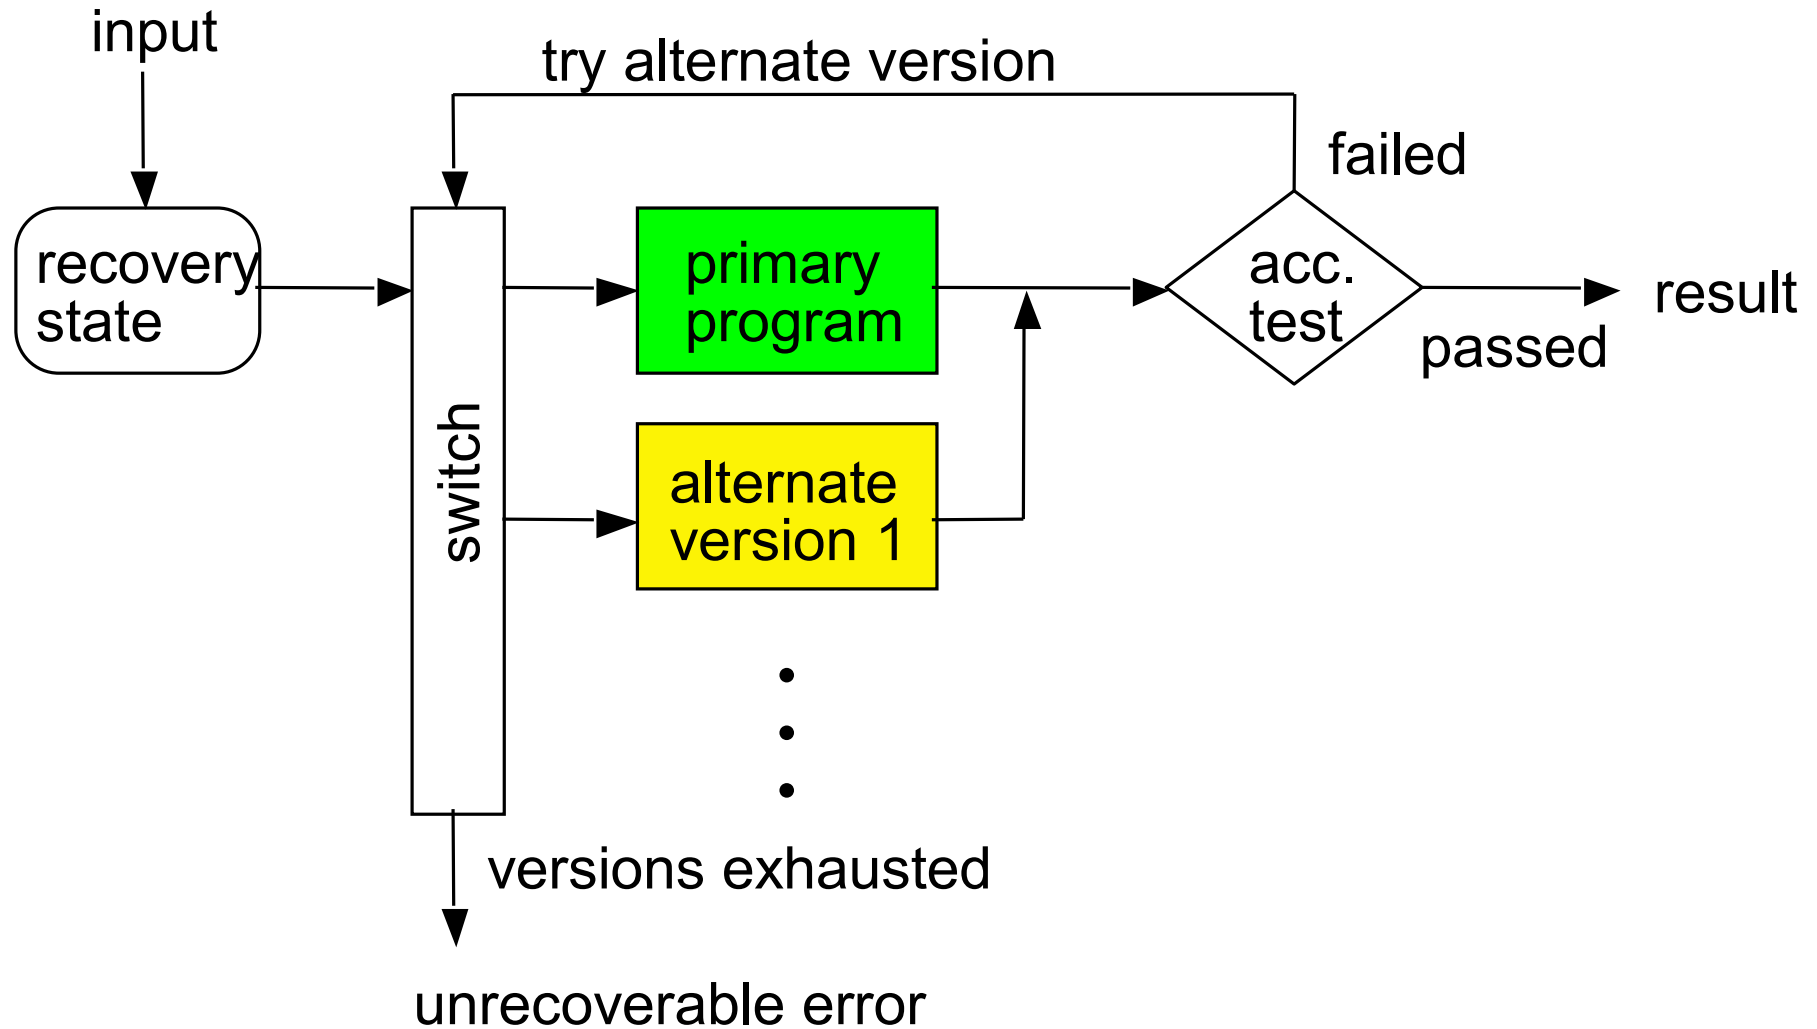 input
try alternate version
failed
recovery
state
primary
program
acc.
test
result
passed
switch
alternate
version 1
versions exhausted
unrecoverable error